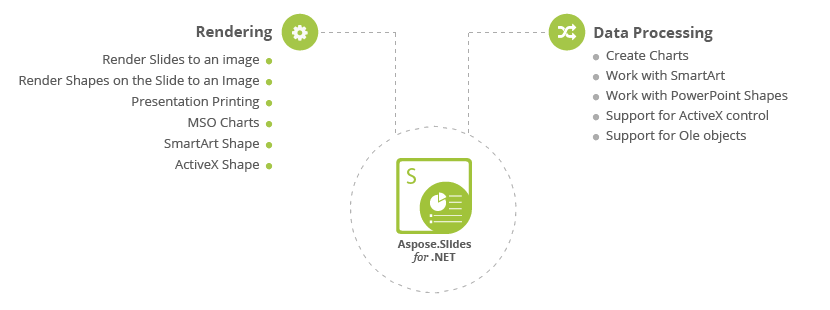 Rendering
Render Slides to an image
Render Shapes on the Slide to an Image
Presentation Printing
MSO Charts
SmartArt Shape
ActiveX Shape
Data Processing
Create Charts
Work with SmartArt
Work with PowerPoint Shapes
Support for ActiveX control
Support for Ole objects
S
Aspose.Slides
for .NET